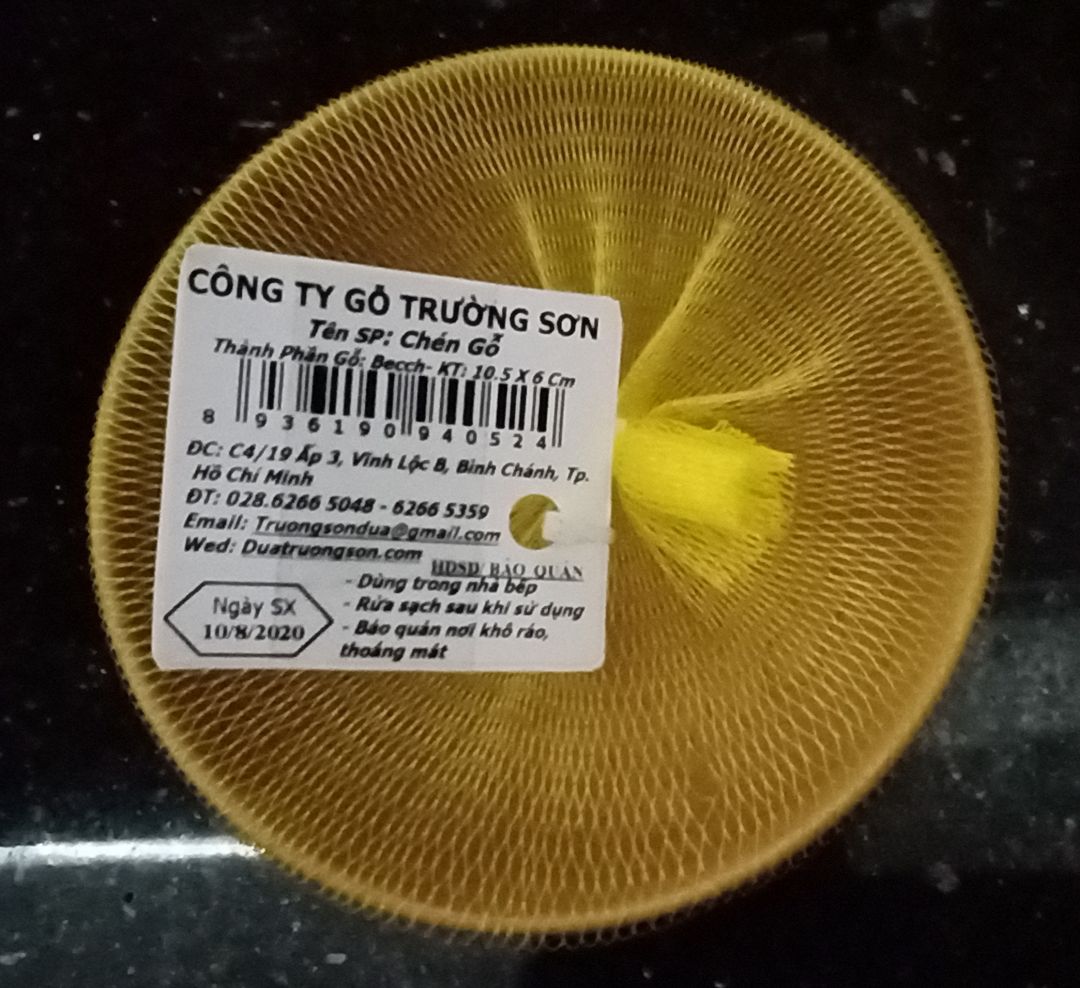 CÔNG TY GỖ TRƯỜNG SƠN
Tên SP: Chén Gỗ
Thành Phần Gỗ: Becch- KT: 10.5 X 6 Cm
8 936190 940524
ĐC: C4/19 Ấp 3, Vĩnh Lộc B, Bình Chánh, Tp.
Hồ Chí Minh
ĐT: 028.6266 5048 - 6266 5359
Email: Truongsondua@gmail.com
Wed: Duatruongson.com
HDSD/ BẢO QUẢN
- Dùng trong nhà bếp
- Rửa sạch sau khi sử dụng
- Bảo quản nơi khô ráo,
thoáng mát
Ngày SX
10/8/2020